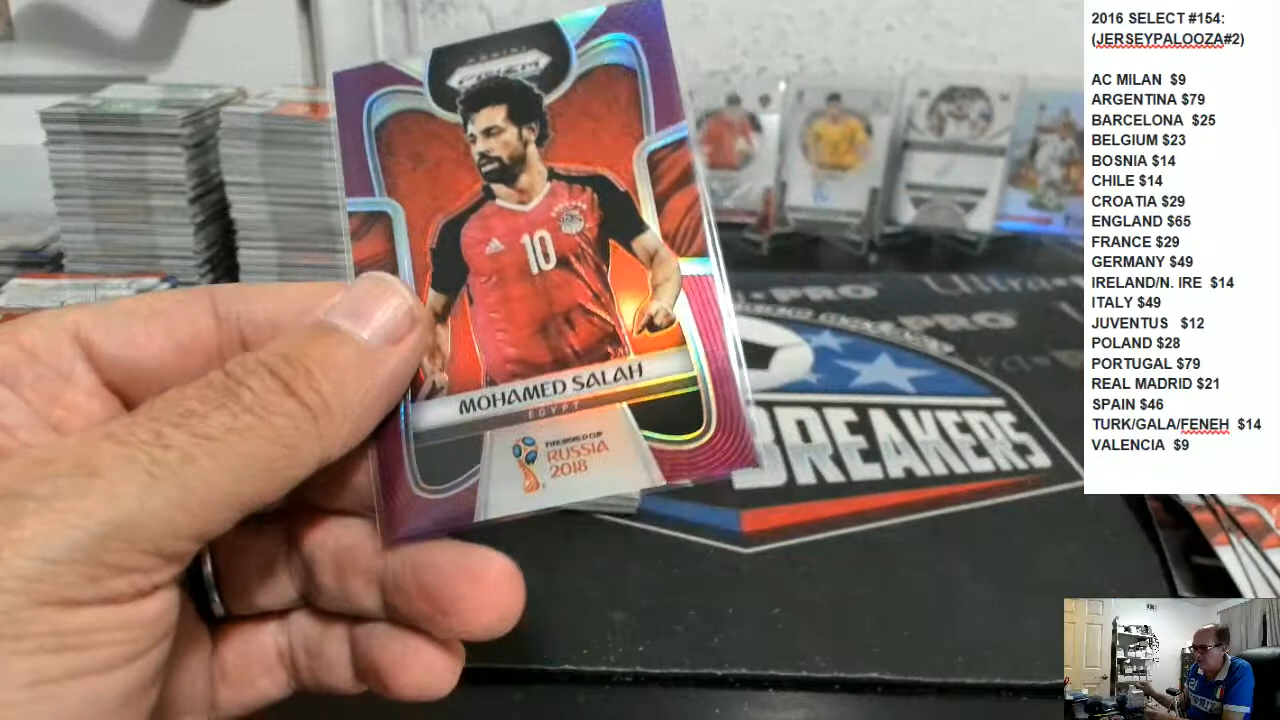 PANINI
PRIZM
10
MOHAMED SALAH
EGYPT
FIFA WORLD CUP
RUSSIA
2018
PRO
PRO
BREAKERS
2016 SELECT #154:
(JERSEYPALOOZA#2)
AC MILAN $9
ARGENTINA $79
BARCELONA $25
BELGIUM $23
BOSNIA $14
CHILE $14
CROATIA $29
ENGLAND $65
FRANCE $29
GERMANY $49
IRELAND/N. IRE $14
ITALY $49
JUVENTUS $12
POLAND $28
PORTUGAL $79
REAL MADRID $21
SPAIN $46
TURK/GALA/FENEH $14
VALENCIA $9